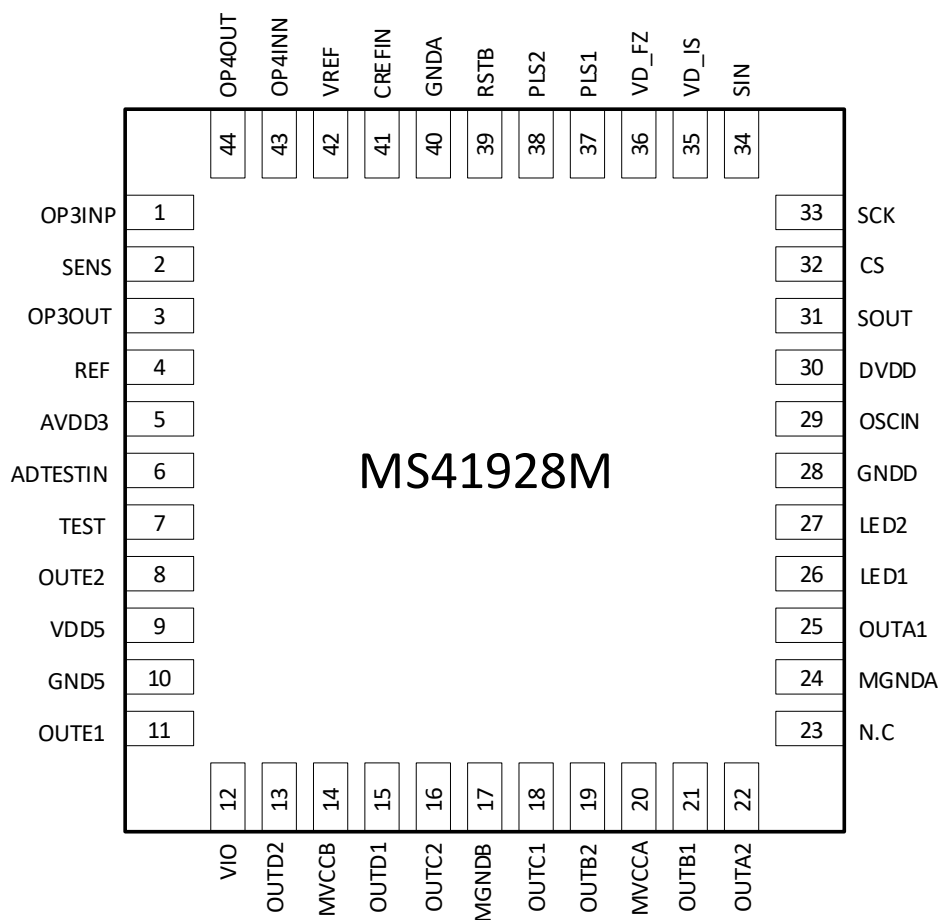 OP4OUT OP4INN VREF CREFIN GNDA RSTB PLS2 PLS1 VD_FZ VD_IS SIN
44 43 42 41 40 39 38 37 36 35 34
OP3INP 1 33 SCK
SENS 2 32 CS
OP3OUT 3 31 SOUT
REF 4 30 DVDD
AVDD3 5 29 OSCIN
ADTESTIN 6 28 GNDD
MS41928M
TEST 7 27 LED2
OUTE2 8 26 LED1
VDD5 9 25 OUTA1
GND5 10 24 MGNDA
OUTE1 11 23 N.C
12 13 14 15 16 17 18 19 20 21 22
VIO OUTD2 MVCCB OUTD1 OUTC2 MGNDB OUTC1 OUTB2 MVCCA OUTB1 OUTA2